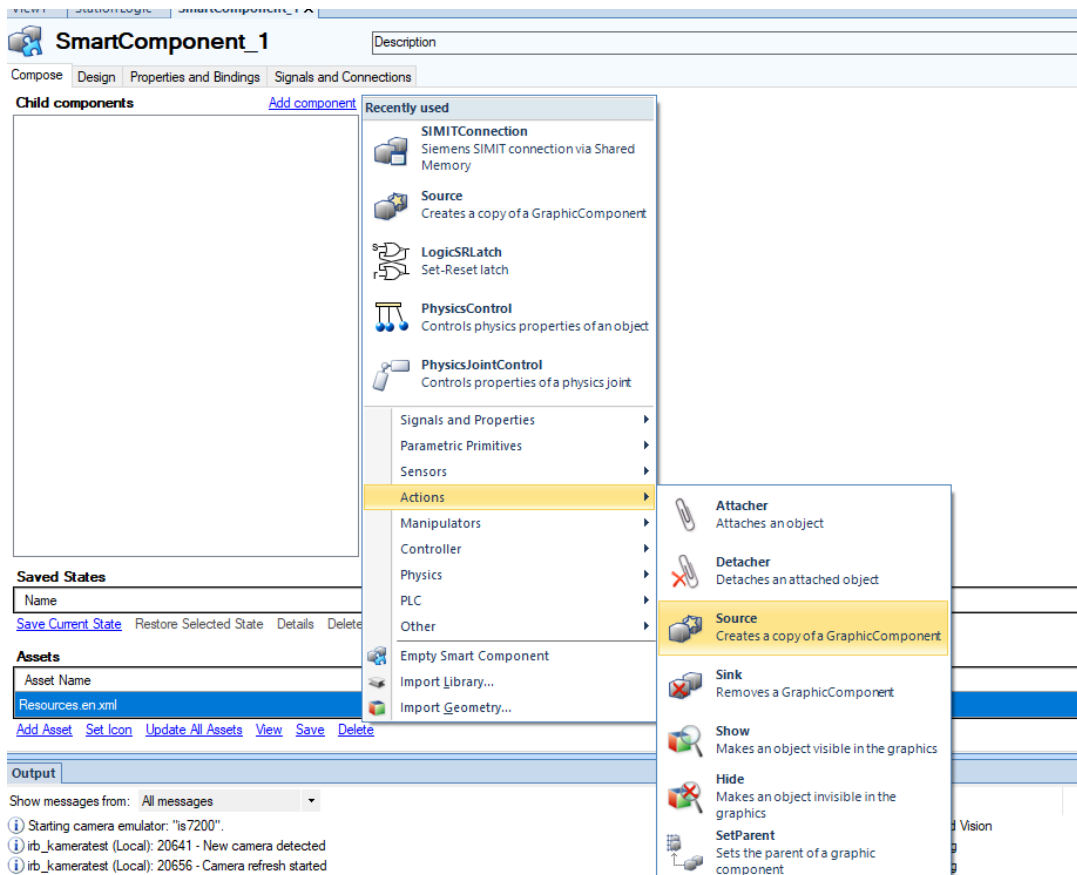 Station Logic
SmartComponent_1 X
SmartComponent_1
Description
Compose Design Properties and Bindings Signals and Connections
Child components Add component
Recently used
SIMITConnection
Siemens SIMIT connection via Shared
Memory
Source
Creates a copy of a GraphicComponent
LogicSRLatch
Set-Reset latch
PhysicsControl
Controls physics properties of an object
PhysicsJointControl
Controls properties of a physics joint
Signals and Properties
Parametric Primitives
Sensors
Actions
Manipulators
Controller
Physics
PLC
Other
Empty Smart Component
Import Library...
Import Geometry...
Attacher
Attaches an object
Detacher
Detaches an attached object
Source
Creates a copy of a GraphicComponent
Sink
Removes a GraphicComponent
Show
Makes an object visible in the graphics
Hide
Makes an object invisible in the
graphics
SetParent
Sets the parent of a graphic
component
Saved States
Name
Save Current State Restore Selected State Details Delete
Assets
Asset Name
Resources.en.xml
Add Asset Set Icon Update All Assets View Save Delete
Output
Show messages from: All messages
Starting camera emulator: "is7200".
d Vision
irb_kameratest (Local): 20641 - New camera detected
g
irb_kameratest (Local): 20656 - Camera refresh started
g